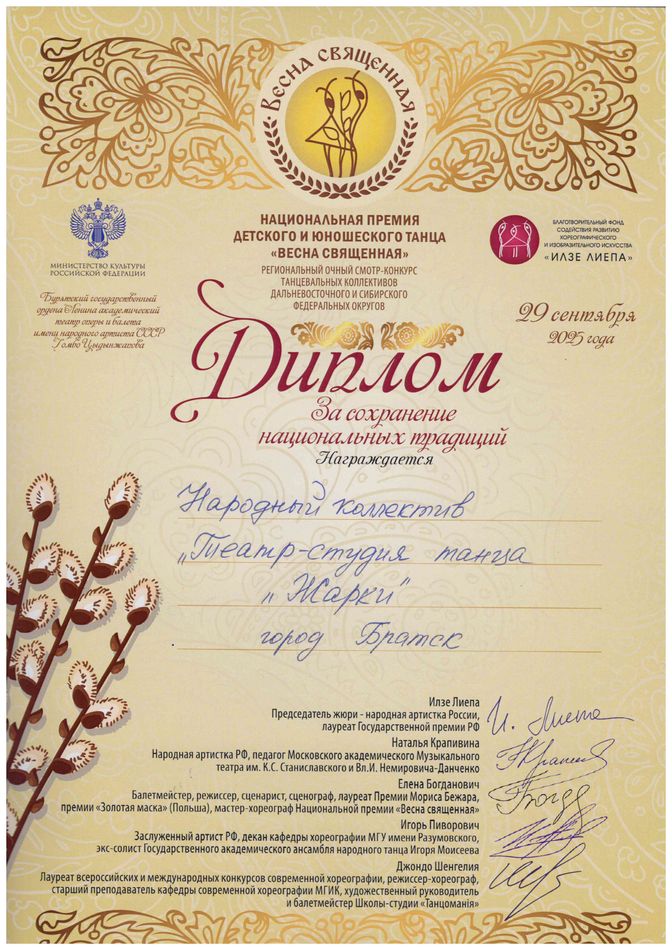 ВЕСНА СВЯЩЕННАЯ
НАЦИОНАЛЬНАЯ ПРЕМИЯ
ДЕТСКОГО И ЮНОШЕСКОГО ТАНЦА
«ВЕСНА СВЯЩЕННАЯ»
РЕГИОНАЛЬНЫЙ ОЧНЫЙ СМОТР-КОНКУРС
ТАНЦЕВАЛЬНЫХ КОЛЛЕКТИВОВ
ДАЛЬНЕВОСТОЧНОГО И СИБИРСКОГО
ФЕДЕРАЛЬНЫХ ОКРУГОВ
МИНИСТЕРСТВО КУЛЬТУРЫ
РОССИЙСКОЙ ФЕДЕРАЦИИ
Бурятский государственный
ордена Ленина академический
театр оперы и балета
имени народного артиста СССР
Гомбо Цыдынжапова
БЛАГОТВОРИТЕЛЬНЫЙ ФОНД
СОДЕЙСТВИЯ РАЗВИТИЮ
ХОРЕОГРАФИЧЕСКОГО
И ИЗОБРАЗИТЕЛЬНОГО ИСКУССТВА
«ИЛЗЕ ЛИЕПА»
29 сентября
2025 года
Диплом
За сохранение
национальных традиций
Награждается
Народный коллектив
„Театр-студия танца
„Жарки"
город Братск
Илзе Лиепа
Председатель жюри - народная артистка России,
лауреат Государственной премии РФ
И. Лиепа
Наталья Крапивина
Народная артистка РФ, педагог Московского академического Музыкального
театра им. К.С. Станиславского и Вл.И. Немировича-Данченко
Елена Богданович
Балетмейстер, режиссер, сценарист, сценограф, лауреат Премии Мориса Бежара,
премии «Золотая маска» (Польша), мастер-хореограф Национальной премии «Весна священная»
Игорь Пиворович
Заслуженный артист РФ, декан кафедры хореографии МГУ имени Разумовского,
экс-солист Государственного академического ансамбля народного танца Игоря Моисеева
Джондо Шенгелия
Лауреат всероссийских и международных конкурсов современной хореографии, режиссер-хореограф,
старший преподаватель кафедры современной хореографии МГИК, художественный руководитель
и балетмейстер Школы-студии «Танцоманiя»